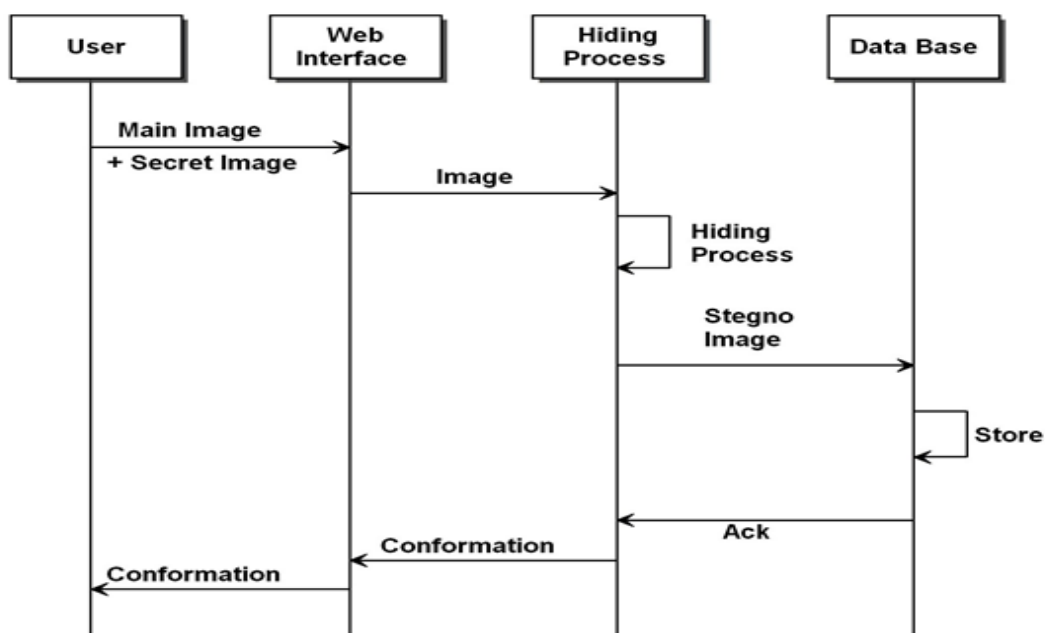 User
Web
Interface
Hiding
Process
Data Base
Main Image
+ Secret Image
Image
Hiding
Process
Stegno
Image
Store
Ack
Conformation
Conformation